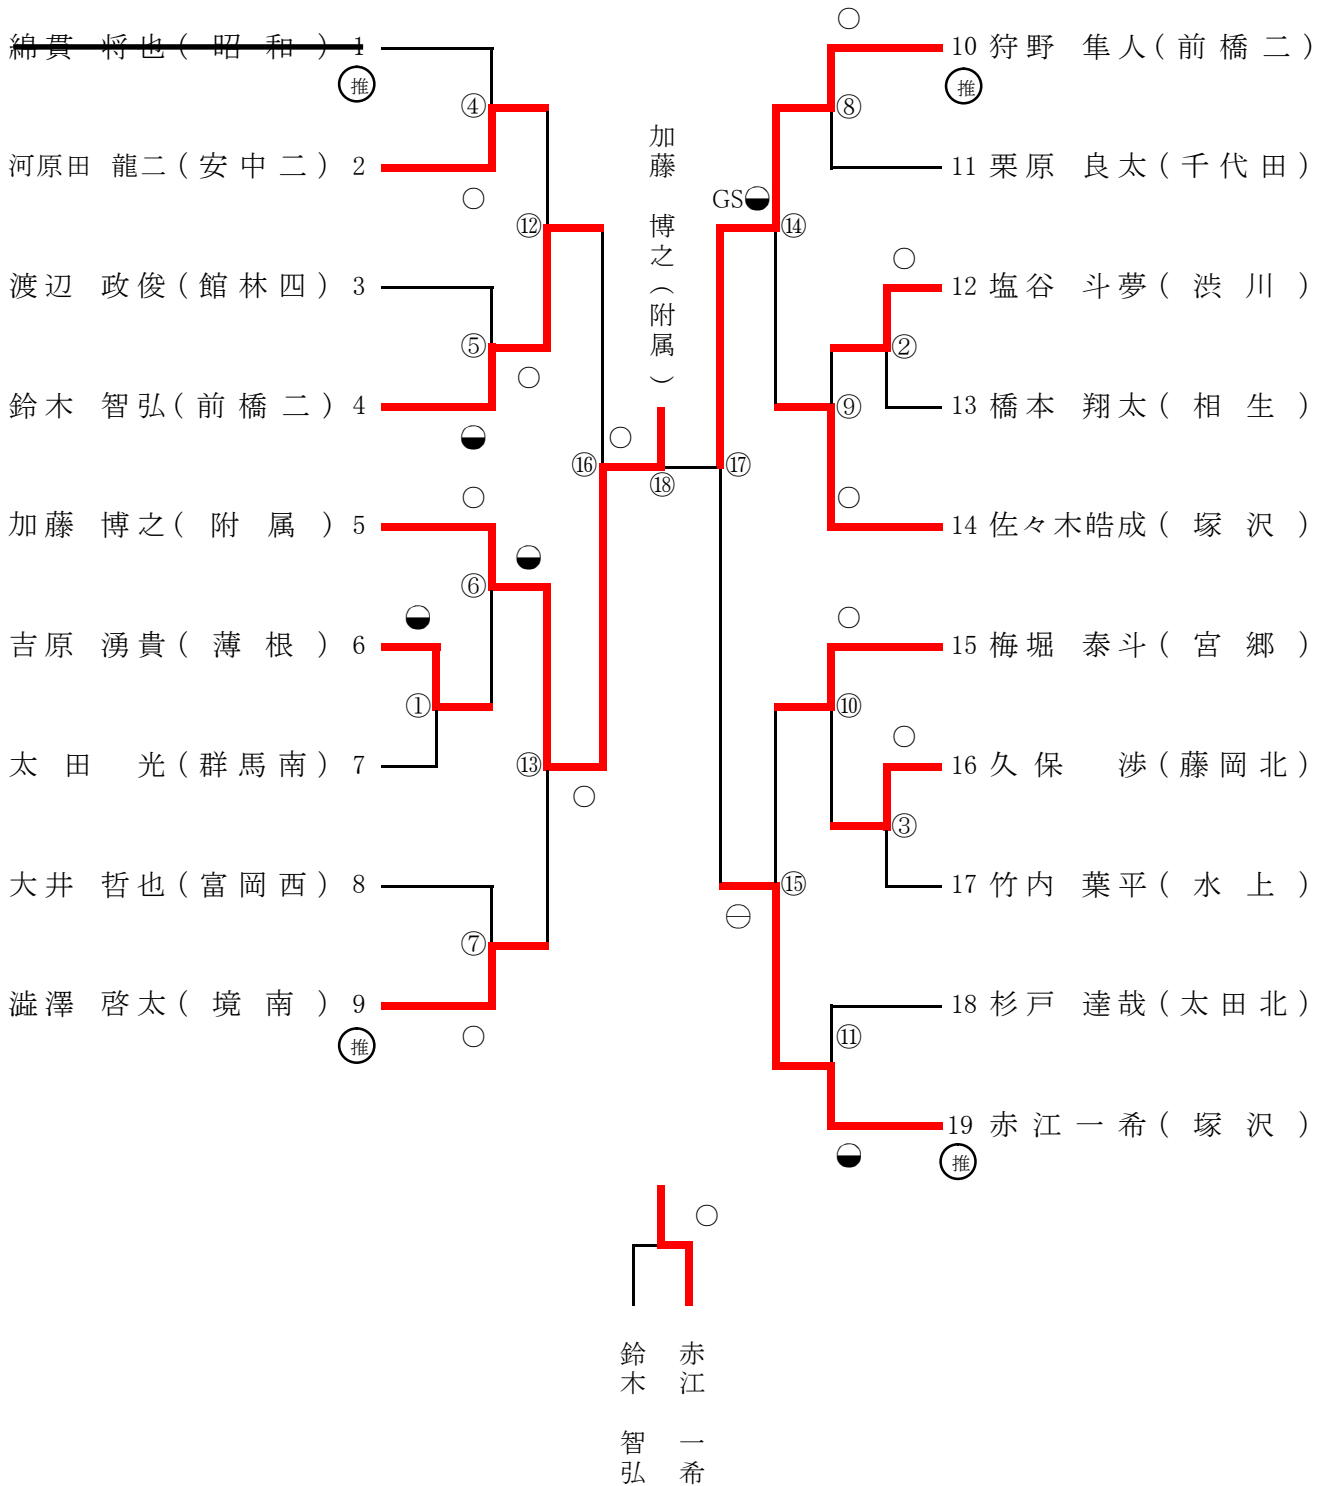 綿貫 将也(昭和) 1
推
河原田 龍二(安中二) 2
渡辺 政俊(館林四) 3
鈴木 智弘(前橋二) 4
加藤 博之(附属) 5
吉原 湧貴(薄根) 6
太田 光(群馬南) 7
大井 哲也(富岡西) 8
澁澤 啓太(境南) 9
推
④
⑤
⑥
①
⑦
⑫
⑬
⑯
加藤 博之(附属)
⑱
⑰
GS
⑭
⑮
⑧
②
⑨
⑩
③
⑪
10 狩野 隼人(前橋二)
推
11 栗原 良太(千代田)
12 塩谷 斗夢(渋川)
13 橋本 翔太(相生)
14 佐々木皓成(塚沢)
15 梅堀 泰斗(宮郷)
16 久保 渉(藤岡北)
17 竹内 葉平(水上)
18 杉戸 達哉(太田北)
19 赤江一希(塚沢)
推
鈴木 智弘
赤江 一希